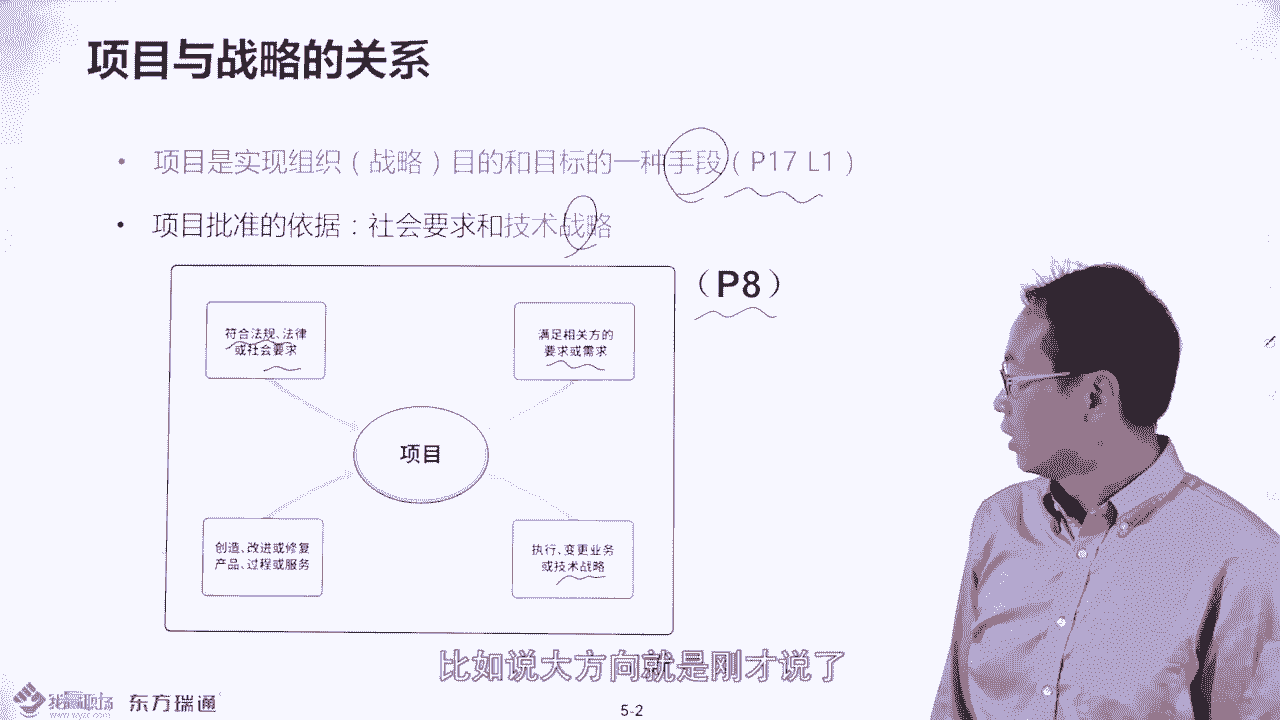 项目与战略的关系
• 项目是实现组织（战略）目的和目标的一种手段（P17 L1）
• 项目批准的依据：社会要求和技术战略
（P8）
符合法规、法律
或社会要求
满足相关方的
要求或需求
项目
创造、改进或修复
产品、过程或服务
执行、变更业务
或技术战略
比如说大方向就是刚才说了
东方瑞通
5-2